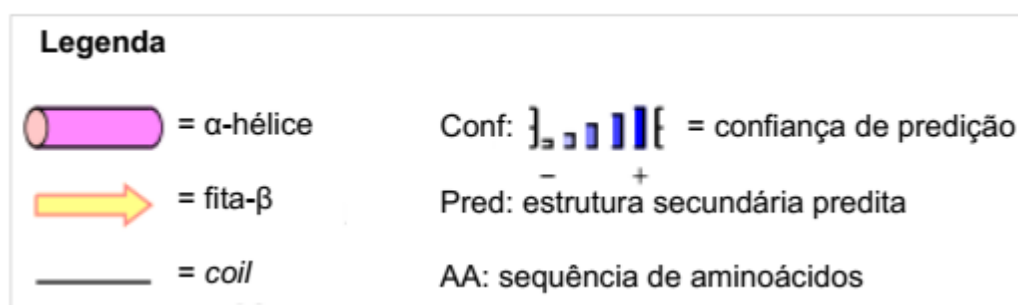 Legenda
= α-hélice
Conf: = confiança de predição
- +
= fita-β
Pred: estrutura secundária predita
= coil
AA: sequência de aminoácidos